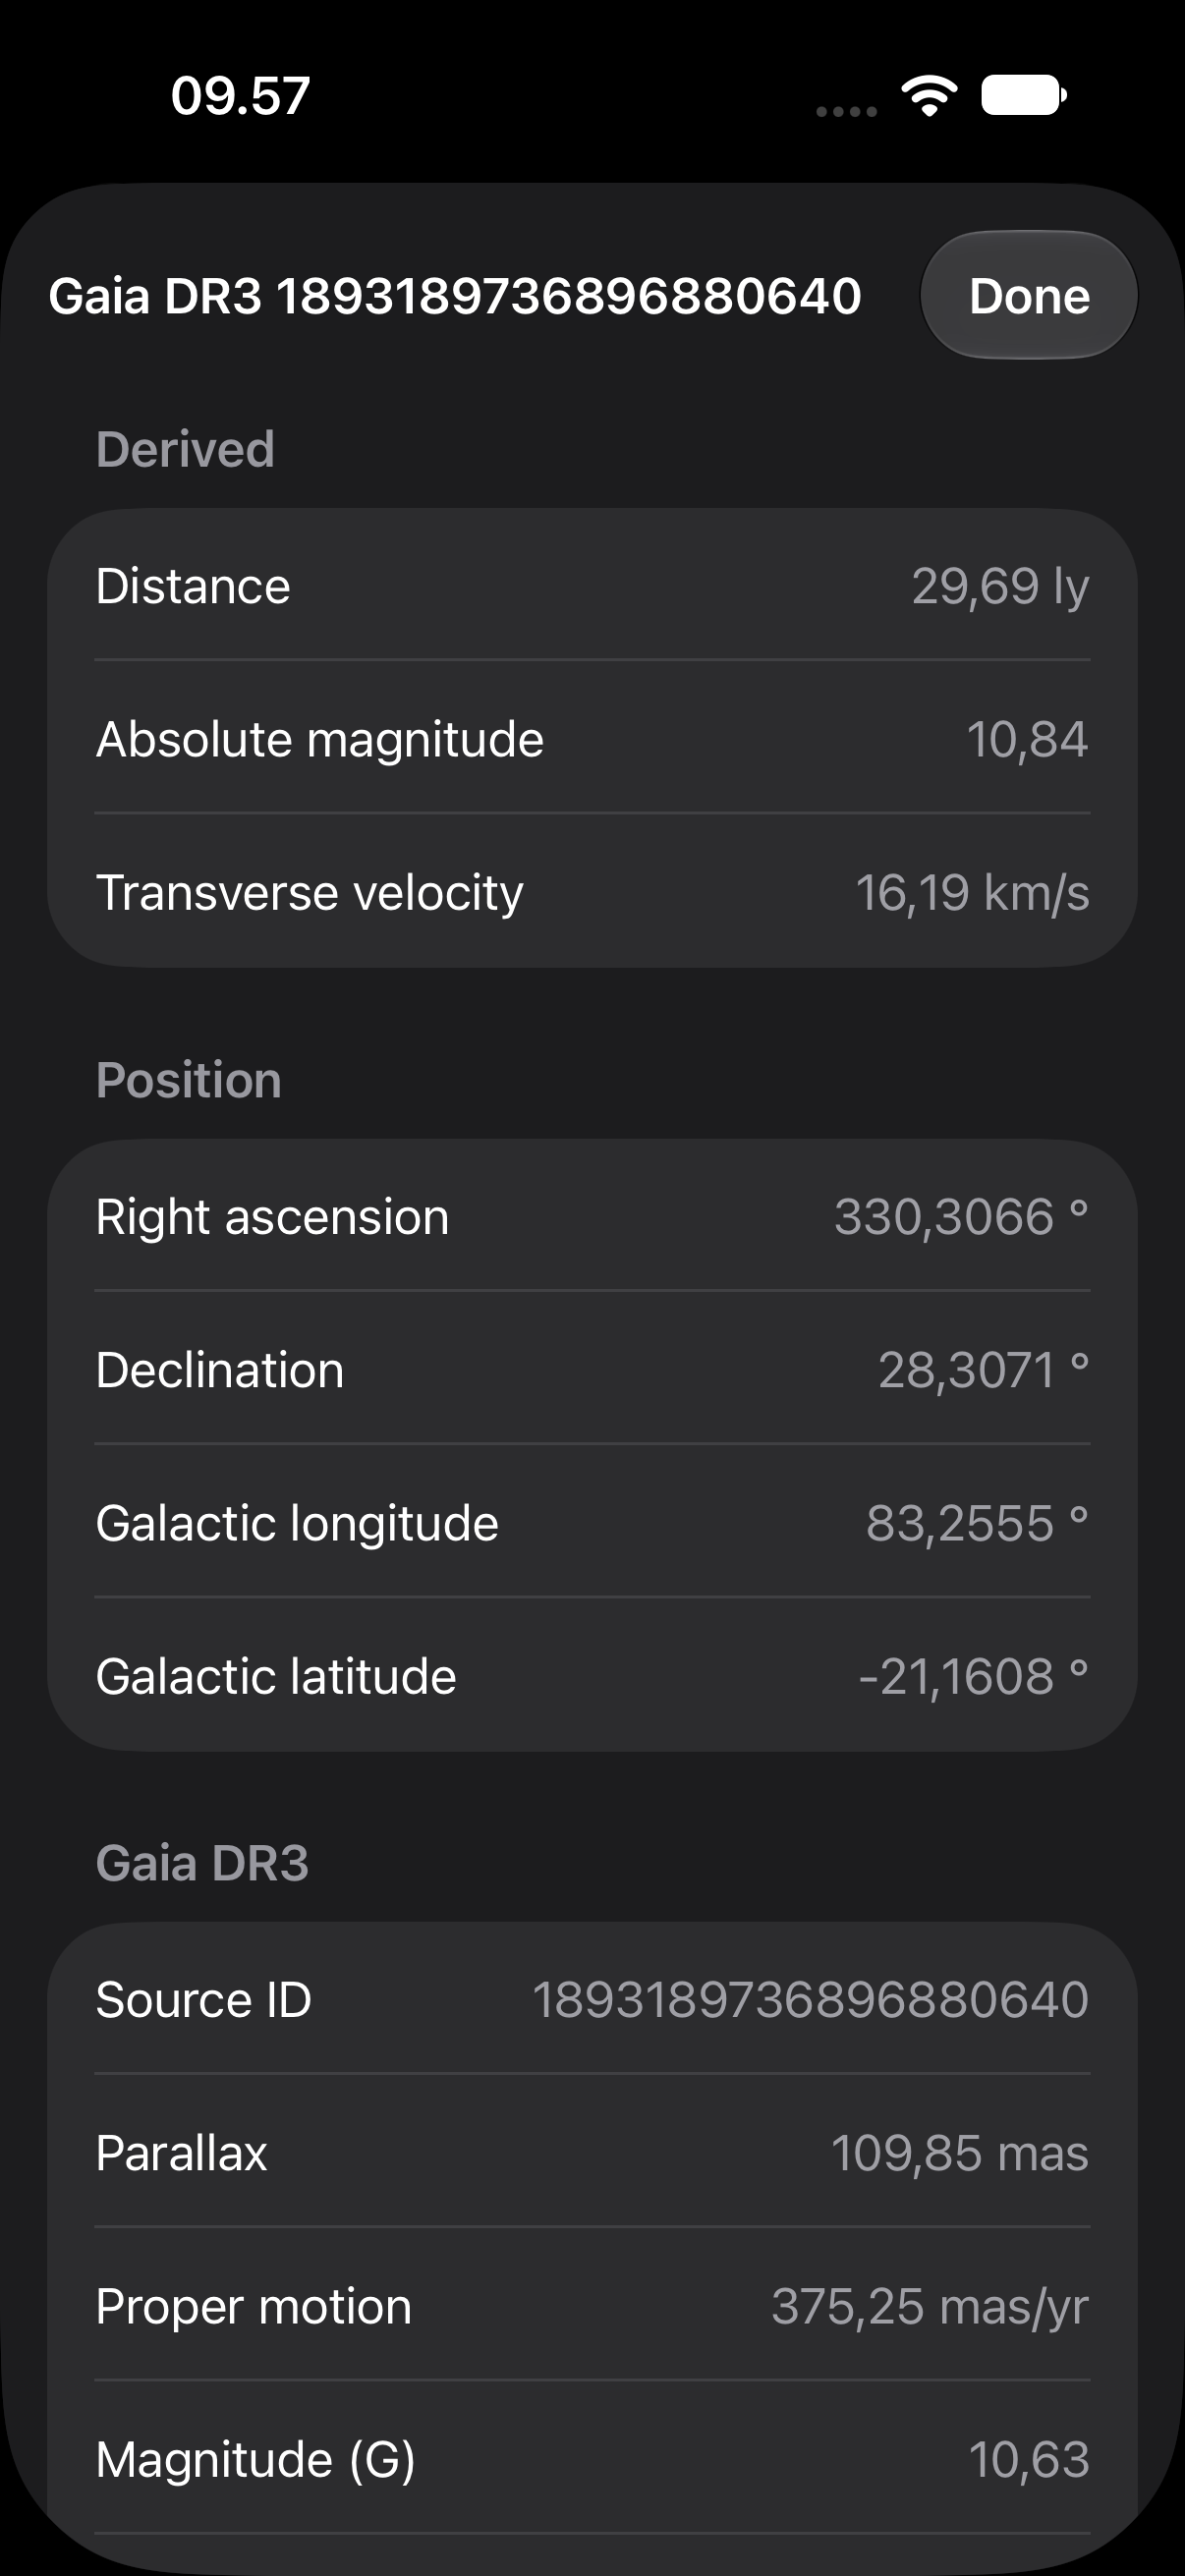 09.57
Gaia DR3 1893189736896880640
Done
Derived
Distance 29,69 ly
Absolute magnitude 10,84
Transverse velocity 16,19 km/s
Position
Right ascension 330,3066 °
Declination 28,3071 °
Galactic longitude 83,2555 °
Galactic latitude -21,1608 °
Gaia DR3
Source ID 1893189736896880640
Parallax 109,85 mas
Proper motion 375,25 mas/yr
Magnitude (G) 10,63